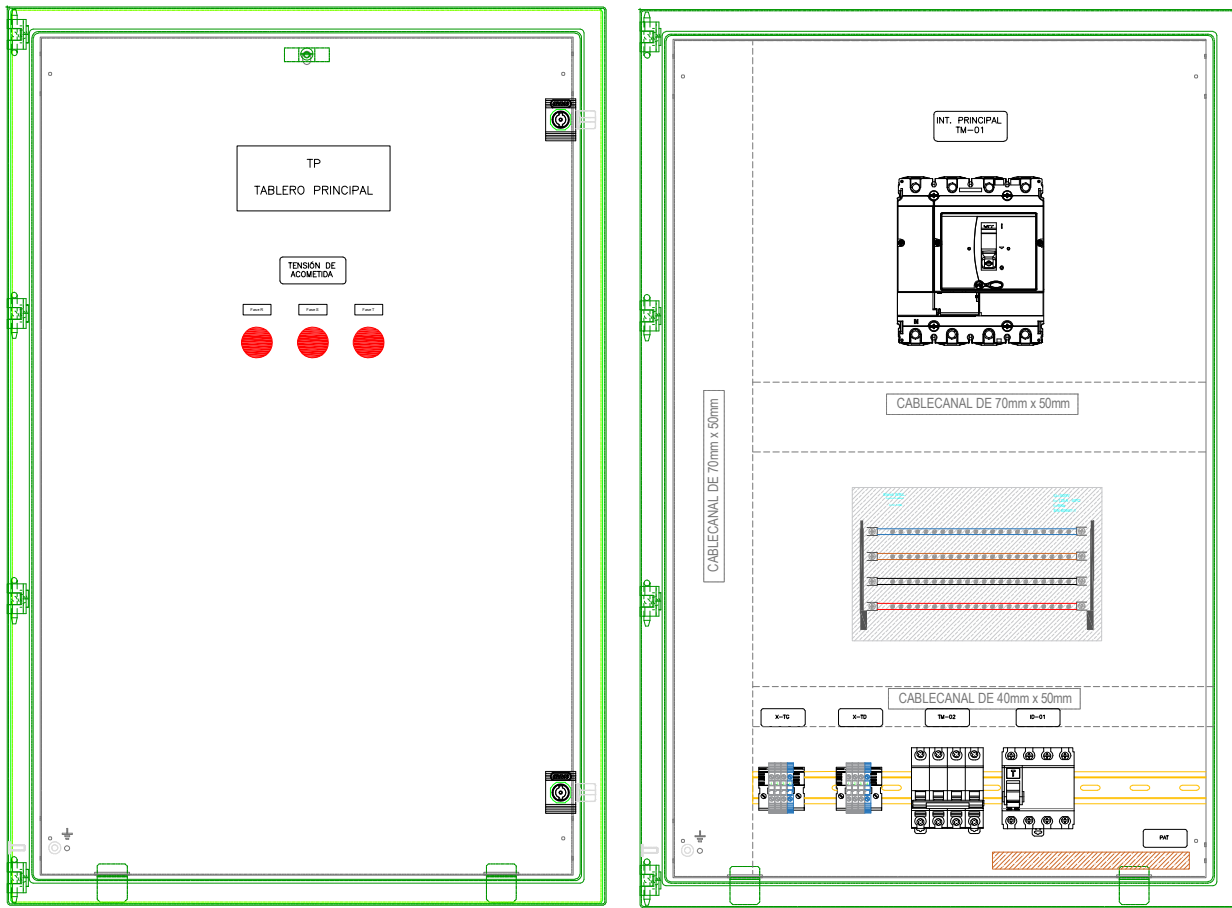 TP
TABLERO PRINCIPAL
TENSIÓN DE
ACOMETIDA
Fase R
Fase S
Fase T
INT. PRINCIPAL
TM-01
CABLECANAL DE 70mm x 50mm
CABLECANAL DE 70mm x 50mm
CABLECANAL DE 40mm x 50mm
X-TG
X-TD
TM-02
ID-01
T
PAT